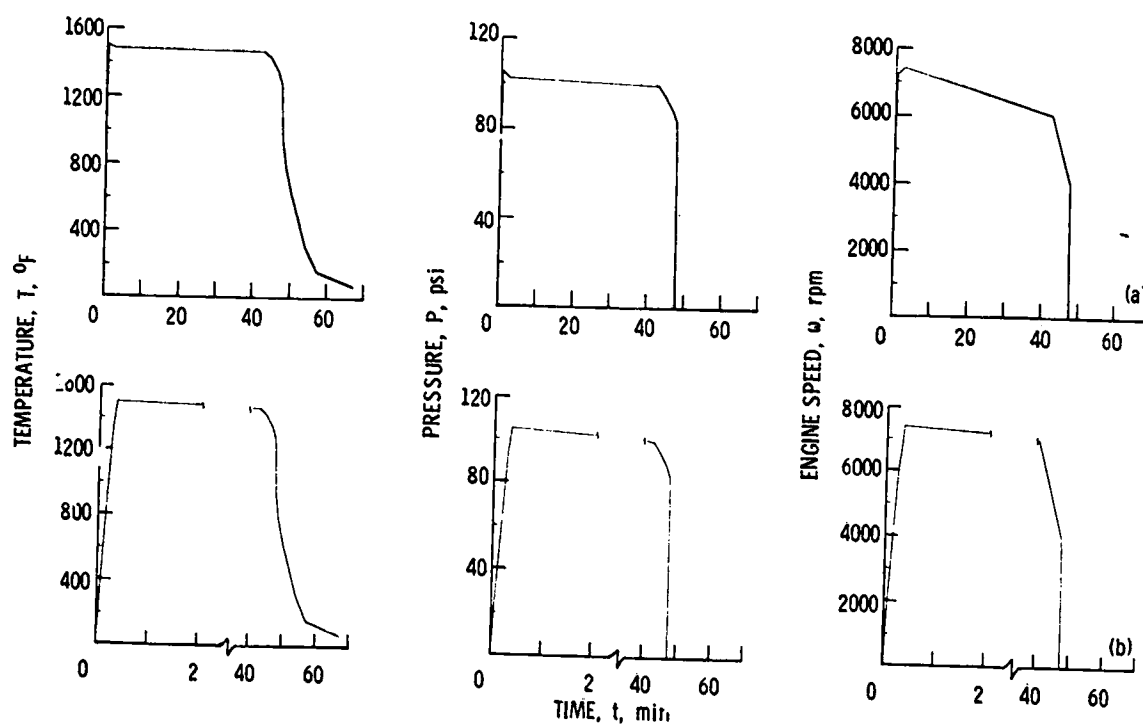 1600
1200
800
400
0 20 40 60
TEMPERATURE, T, °F
120
80
40
0 20 40 60
PRESSURE, P, psi
8000
6000
4000
2000
0 20 40 60
ENGINE SPEED, ω, rpm
(a)
1200
800
400
0 2 40 60
120
80
40
0 2 40 60
TIME, t, min
8000
6000
4000
2000
0 2 40 60
(b)